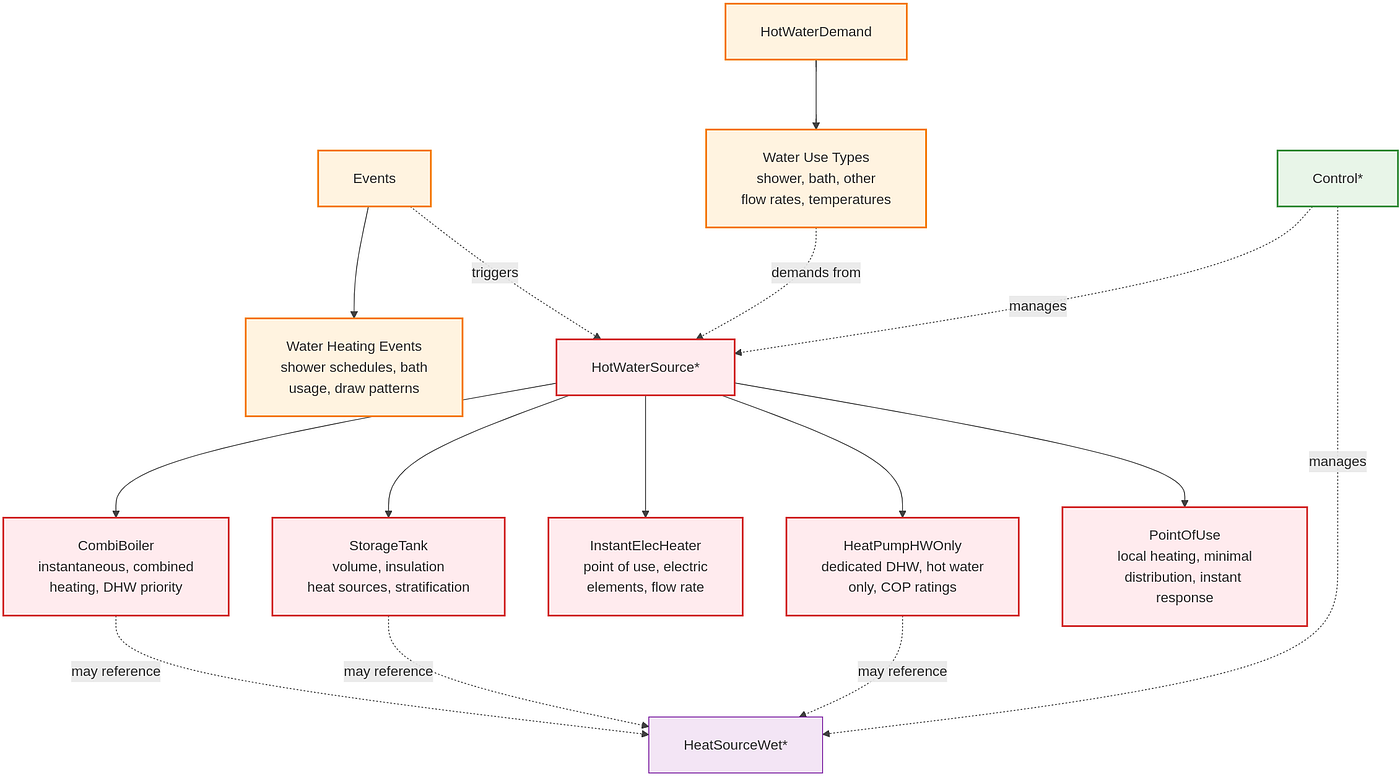 HotWaterDemand
Water Use Types
shower, bath, other
flow rates, temperatures
Events
Control*
triggers
demands from
manages
Water Heating Events
shower schedules, bath
usage, draw patterns
HotWaterSource*
manages
CombiBoiler
instantaneous, combined
heating, DHW priority
StorageTank
volume, insulation
heat sources, stratification
InstantElecHeater
point of use, electric
elements, flow rate
HeatPumpHWOnly
dedicated DHW, hot water
only, COP ratings
PointOfUse
local heating, minimal
distribution, instant
response
may reference
may reference
may reference
HeatSourceWet*